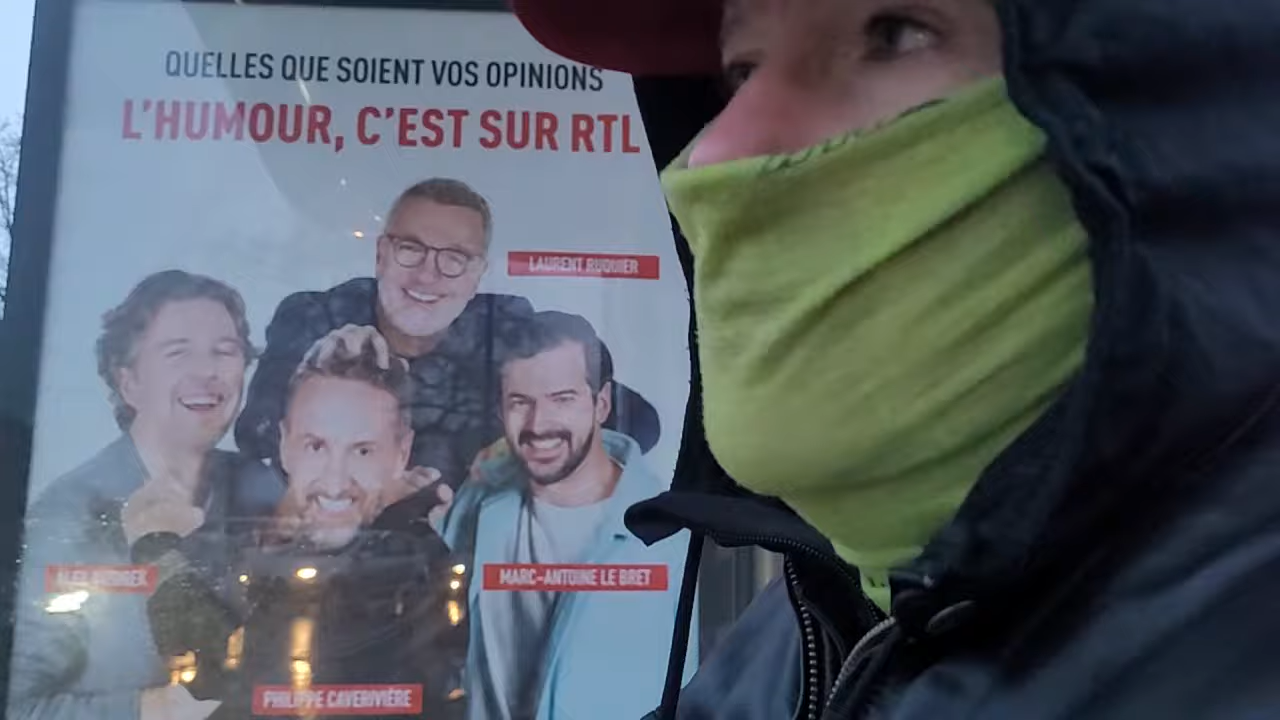 QUELLES QUE SOIENT VOS OPINIONS
L'HUMOUR, C'EST SUR RTL
LAURENT RUQUIER
MARC-ANTOINE LE BRET
PHILIPPE CAVERIVIÈRE